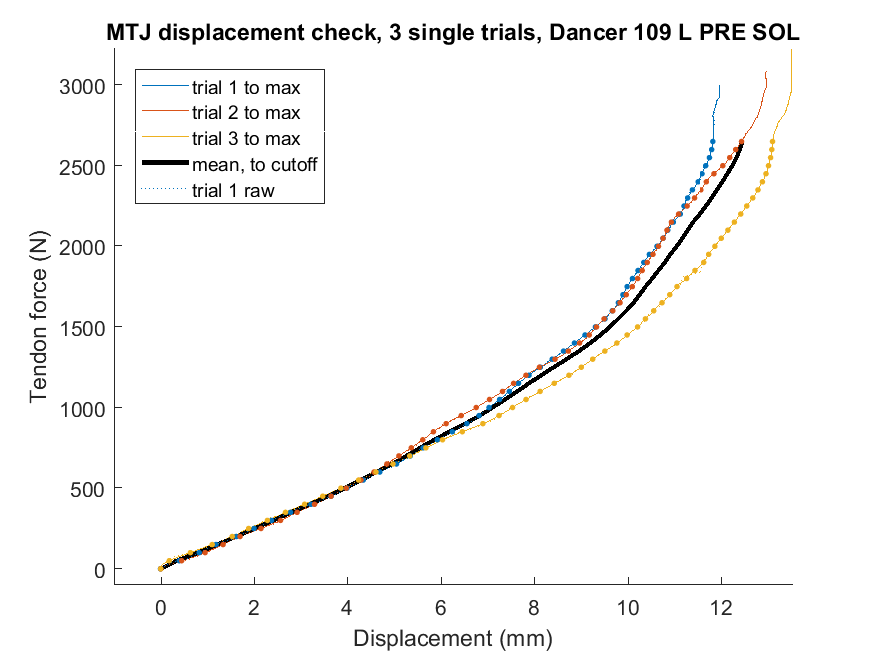 MTJ displacement check, 3 single trials, Dancer 109 L PRE SOL
trial 1 to max
trial 2 to max
trial 3 to max
mean, to cutoff
trial 1 raw
Tendon force (N)
3000
2500
2000
1500
1000
500
0
0 2 4 6 8 10 12
Displacement (mm)